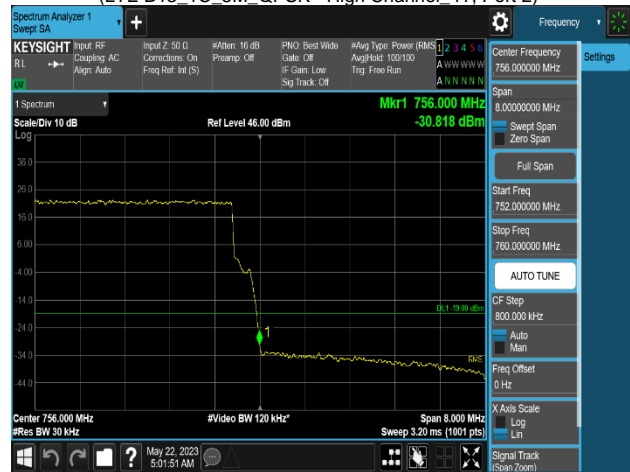 (LTE B13_1C_5M_QPSK - High Channel_1T, Port 2)
Spectrum Analyzer 1
Swept SA
+
Frequency
KEYSIGHT
Input: RF
Input Z: 50 Ω
#Atten: 16 dB
PNO: Best Wide
#Avg Type: Power (RMS
1 2 3 4 5 6
R L
Coupling: AC
Corrections: On
Preamp: Off
Gate: Off
Avg|Hold: 100/100
A W W W W W
Align: Auto
Freq Ref: Int (S)
IF Gain: Low
Trig: Free Run
Sig Track: Off
A N N N N N
LM
1 Spectrum
Mkr1 756.000 MHz
Scale/Div 10 dB
Ref Level 46.00 dBm
-30.818 dBm
Log
36.0
26.0
16.0
6.00
-4.00
-14.0
DL1 -19.00 dBm
-24.0
1
-34.0
RMS
-44.0
Center 756.000 MHz
#Video BW 120 kHz*
Span 8.000 MHz
#Res BW 30 kHz
Sweep 3.20 ms (1001 pts)
Center Frequency
756.000000 MHz
Settings
Span
8.00000000 MHz
Swept Span
Zero Span
Full Span
Start Freq
752.000000 MHz
Stop Freq
760.000000 MHz
AUTO TUNE
CF Step
800.000 kHz
Auto
Man
Freq Offset
0 Hz
X Axis Scale
Log
Lin
Signal Track
(Span Zoom)
?
May 22, 2023
5:01:51 AM